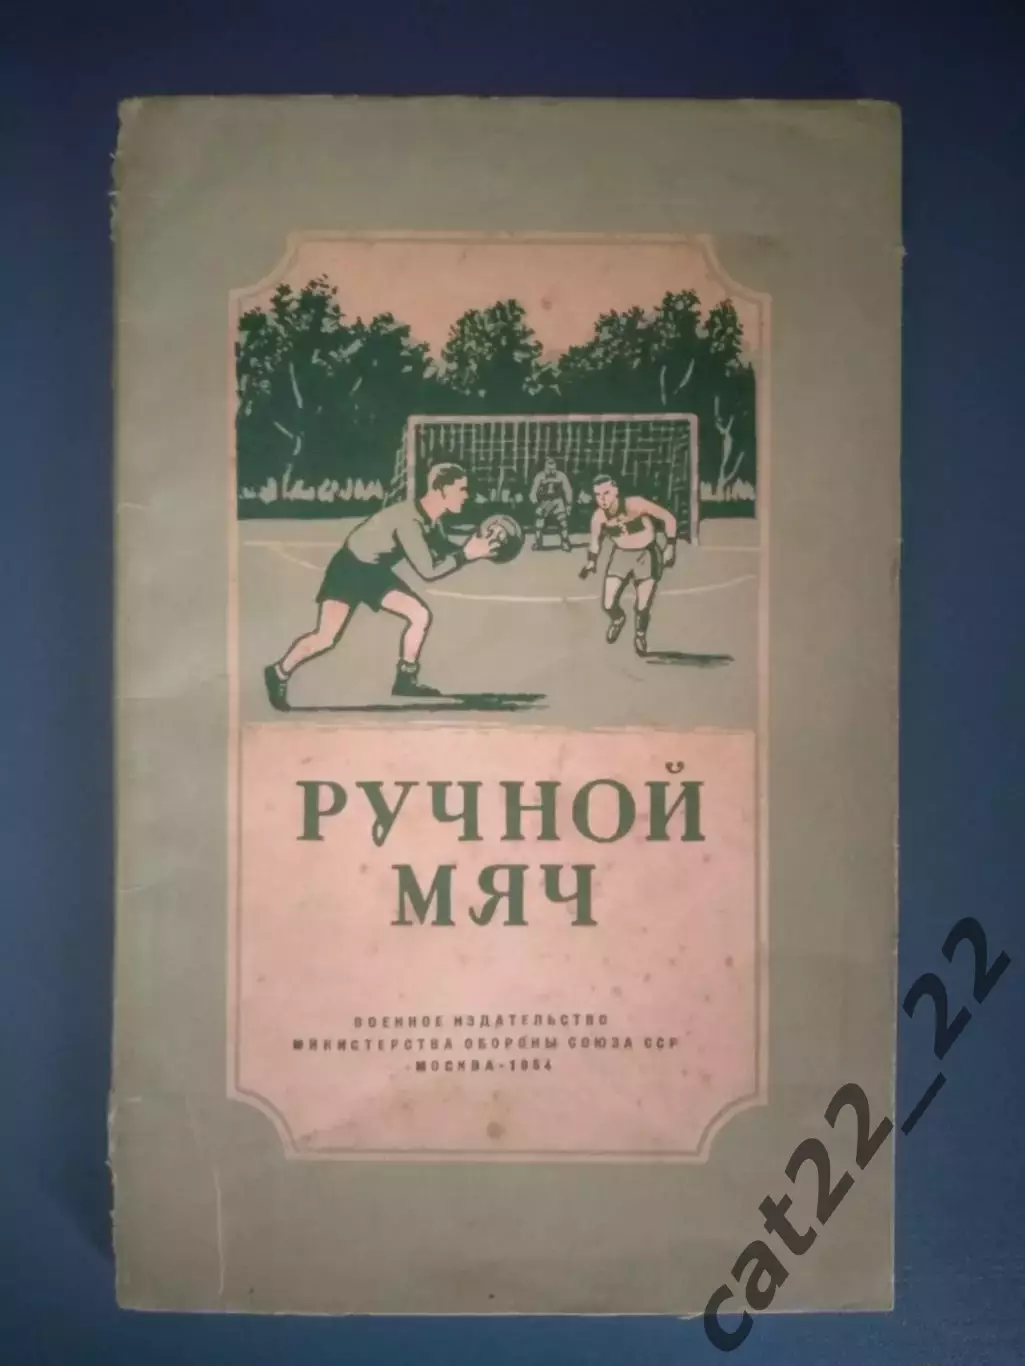 РУЧНОЙ
МЯЧ
ВОЕННОЕ ИЗДАТЕЛЬСТВО
МИНИСТЕРСТВА ОБОРОНЫ СОЮЗА ССР
МОСКВА - 1954
cat22_22